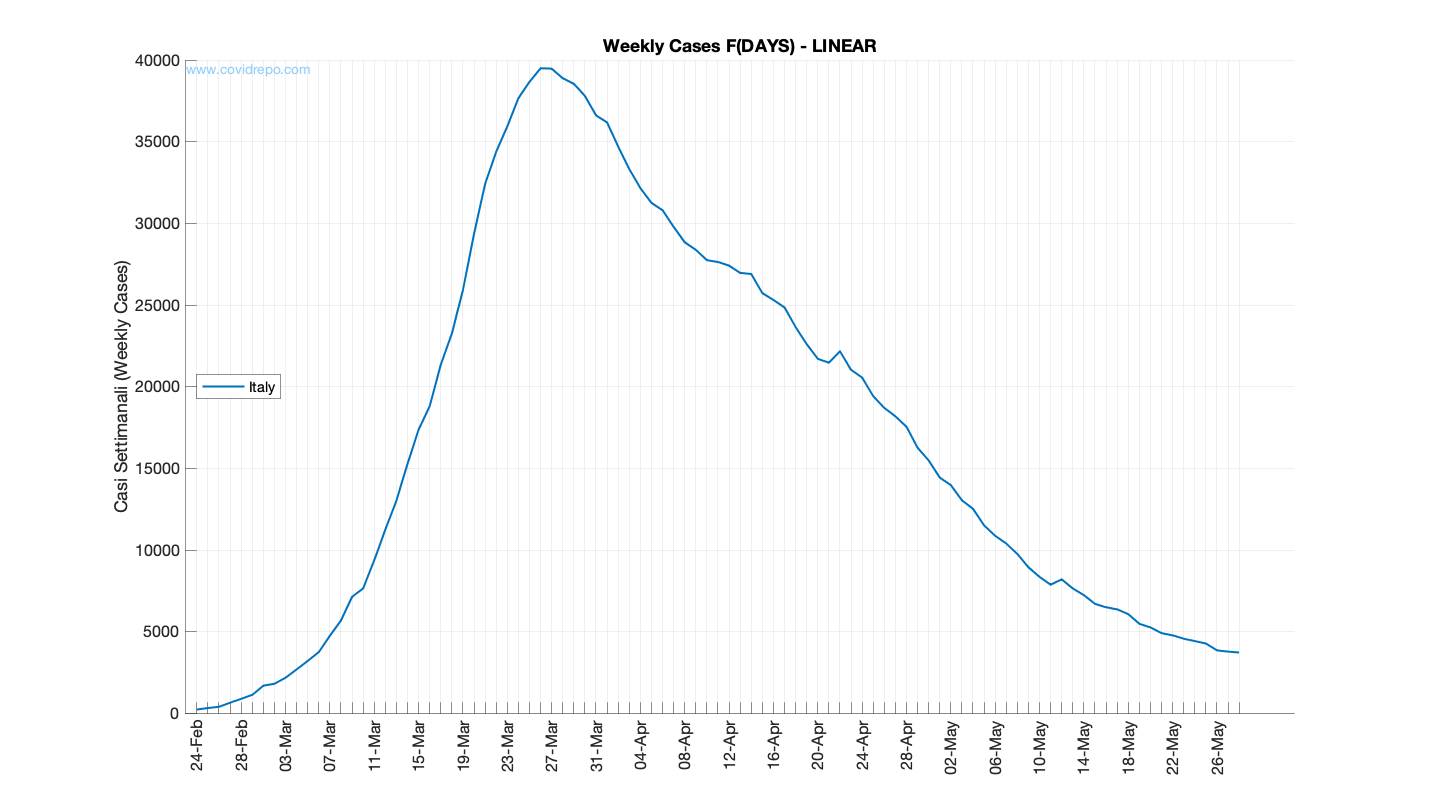 Weekly Cases F(DAYS) - LINEAR
www.covidrepo.com
40000
35000
30000
25000
20000
15000
10000
5000
0
Casi Settimanali (Weekly Cases)
Italy
24-Feb
28-Feb
03-Mar
07-Mar
11-Mar
15-Mar
19-Mar
23-Mar
27-Mar
31-Mar
04-Apr
08-Apr
12-Apr
16-Apr
20-Apr
24-Apr
28-Apr
02-May
06-May
10-May
14-May
18-May
22-May
26-May